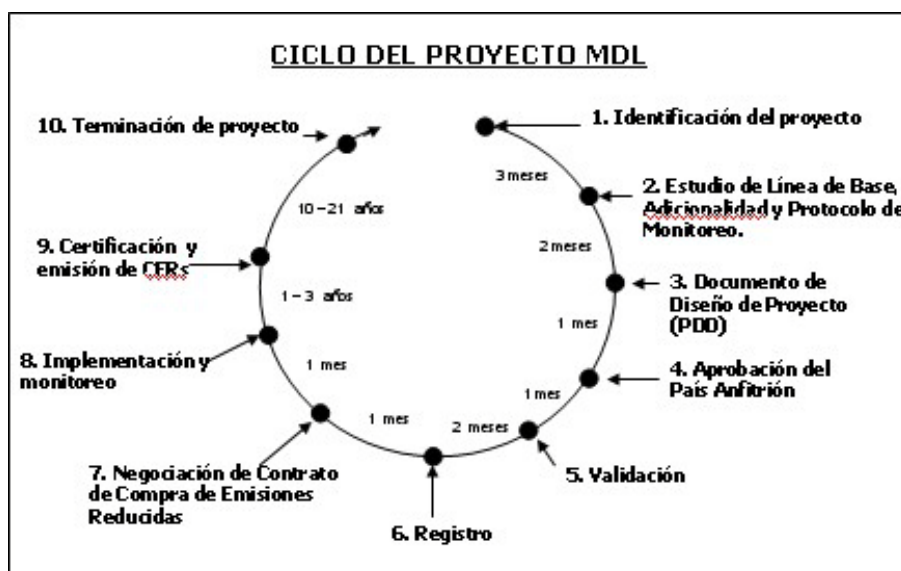 CICLO DEL PROYECTO MDL
1. Identificación del proyecto
3 meses
2. Estudio de Línea de Base,
Adicionalidad y Protocolo de
Monitoreo.
2 meses
3. Documento de
Diseño de Proyecto
(PDD)
1 mes
4. Aprobación del
País Anfitrión
1 mes
5. Validación
2 meses
6. Registro
1 mes
7. Negociación de Contrato
de Compra de Emisiones
Reducidas
1 mes
8. Implementación y
monitoreo
1 – 3 años
9. Certificación y
emisión de CERs
10 – 21 años
10. Terminación de proyecto